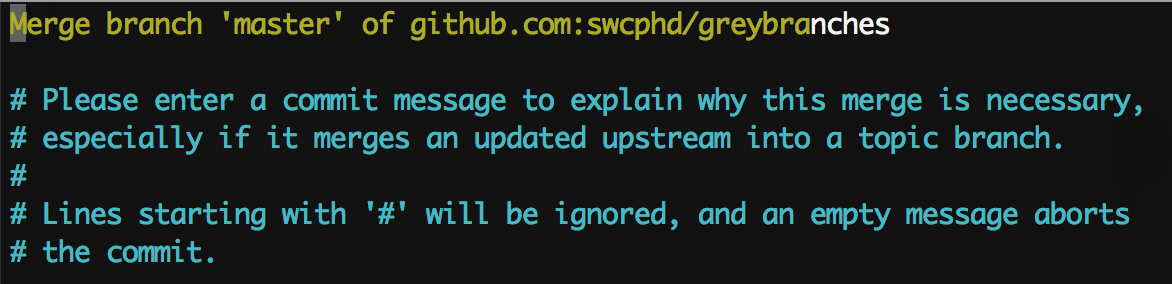 Merge branch 'master' of github.com:swcphd/greybranches
# Please enter a commit message to explain why this merge is necessary,
# especially if it merges an updated upstream into a topic branch.
#
# Lines starting with '#' will be ignored, and an empty message aborts
# the commit.